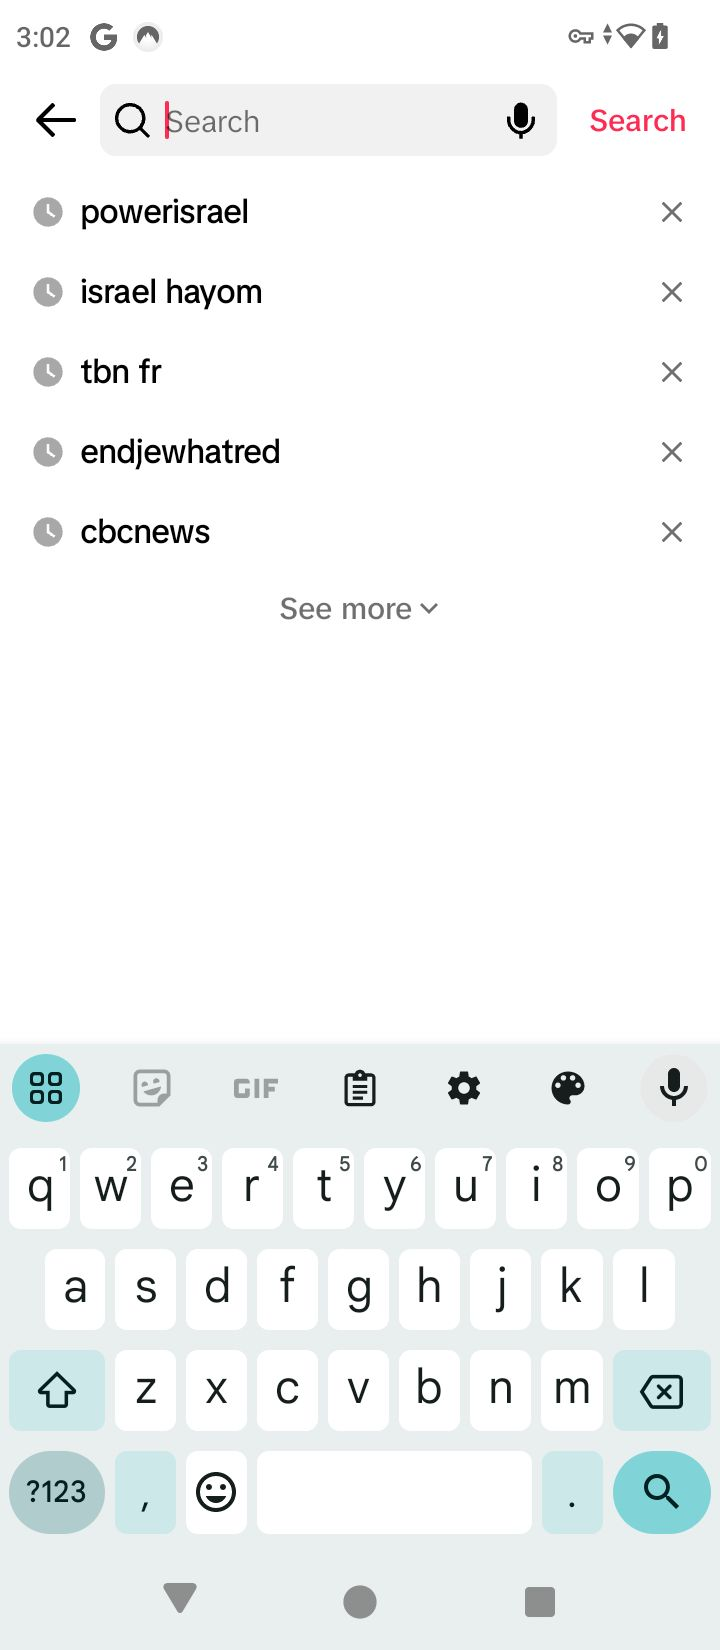 3:02
Search Search
powerisrael
israel hayom
tbn fr
endjewhatred
cbcnews
See more
GIF
q1 w2 e3 r4 t5 y6 u7 i8 o9 p0
a s d f g h j k l
z x c v b n m
?123 , .